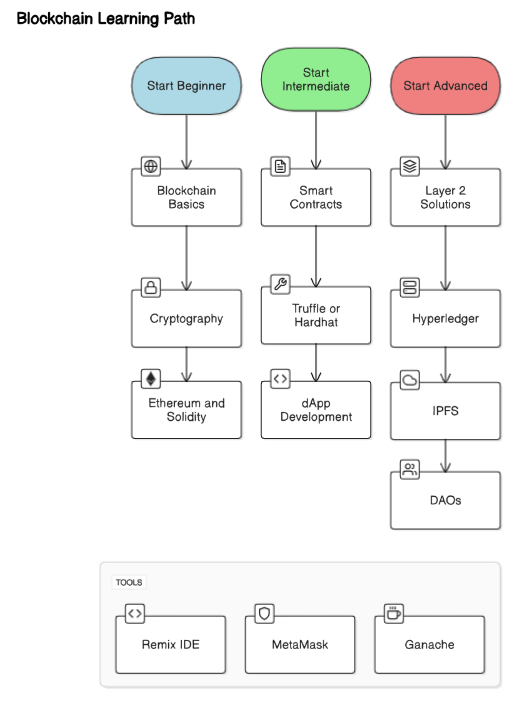 Blockchain Learning Path
Start Beginner
Start
Intermediate
Start Advanced
Blockchain
Basics
Smart
Contracts
Layer 2
Solutions
Cryptography
Truffle or
Hardhat
Hyperledger
Ethereum and
Solidity
dApp
Development
IPFS
DAOs
TOOLS
Remix IDE
MetaMask
Ganache